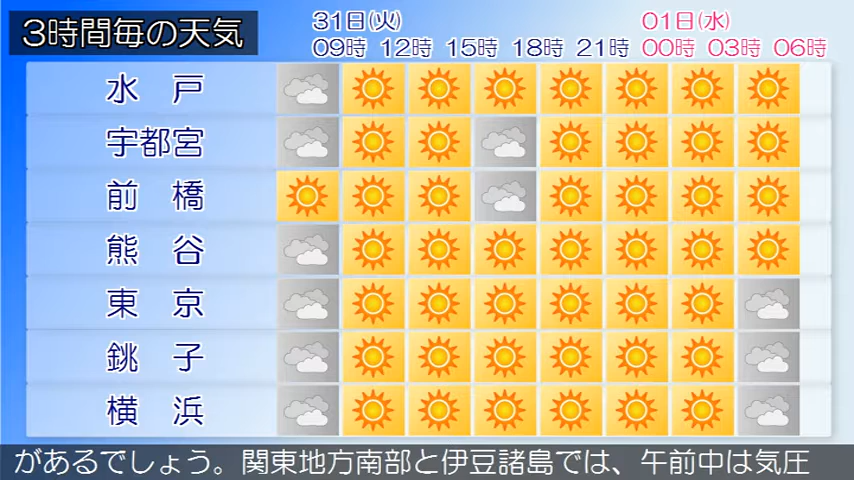 3時間毎の天気
31日(火) 01日(水)
09時 12時 15時 18時 21時 00時 03時 06時
水戸
宇都宮
前橋
熊谷
東京
銚子
横浜
があるでしょう。関東地方南部と伊豆諸島では、午前中は気圧